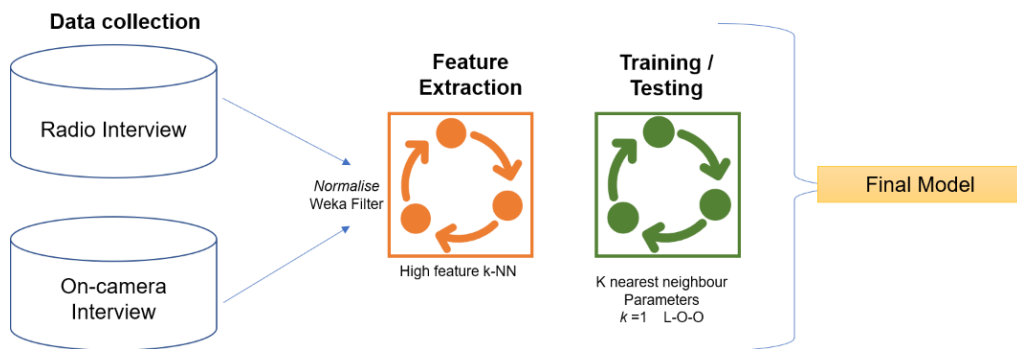 Data collection
Radio Interview
On-camera
Interview
Normalise
Weka Filter
Feature
Extraction
High feature k-NN
Training /
Testing
K nearest neighbour
Parameters
k =1 L-O-O
Final Model